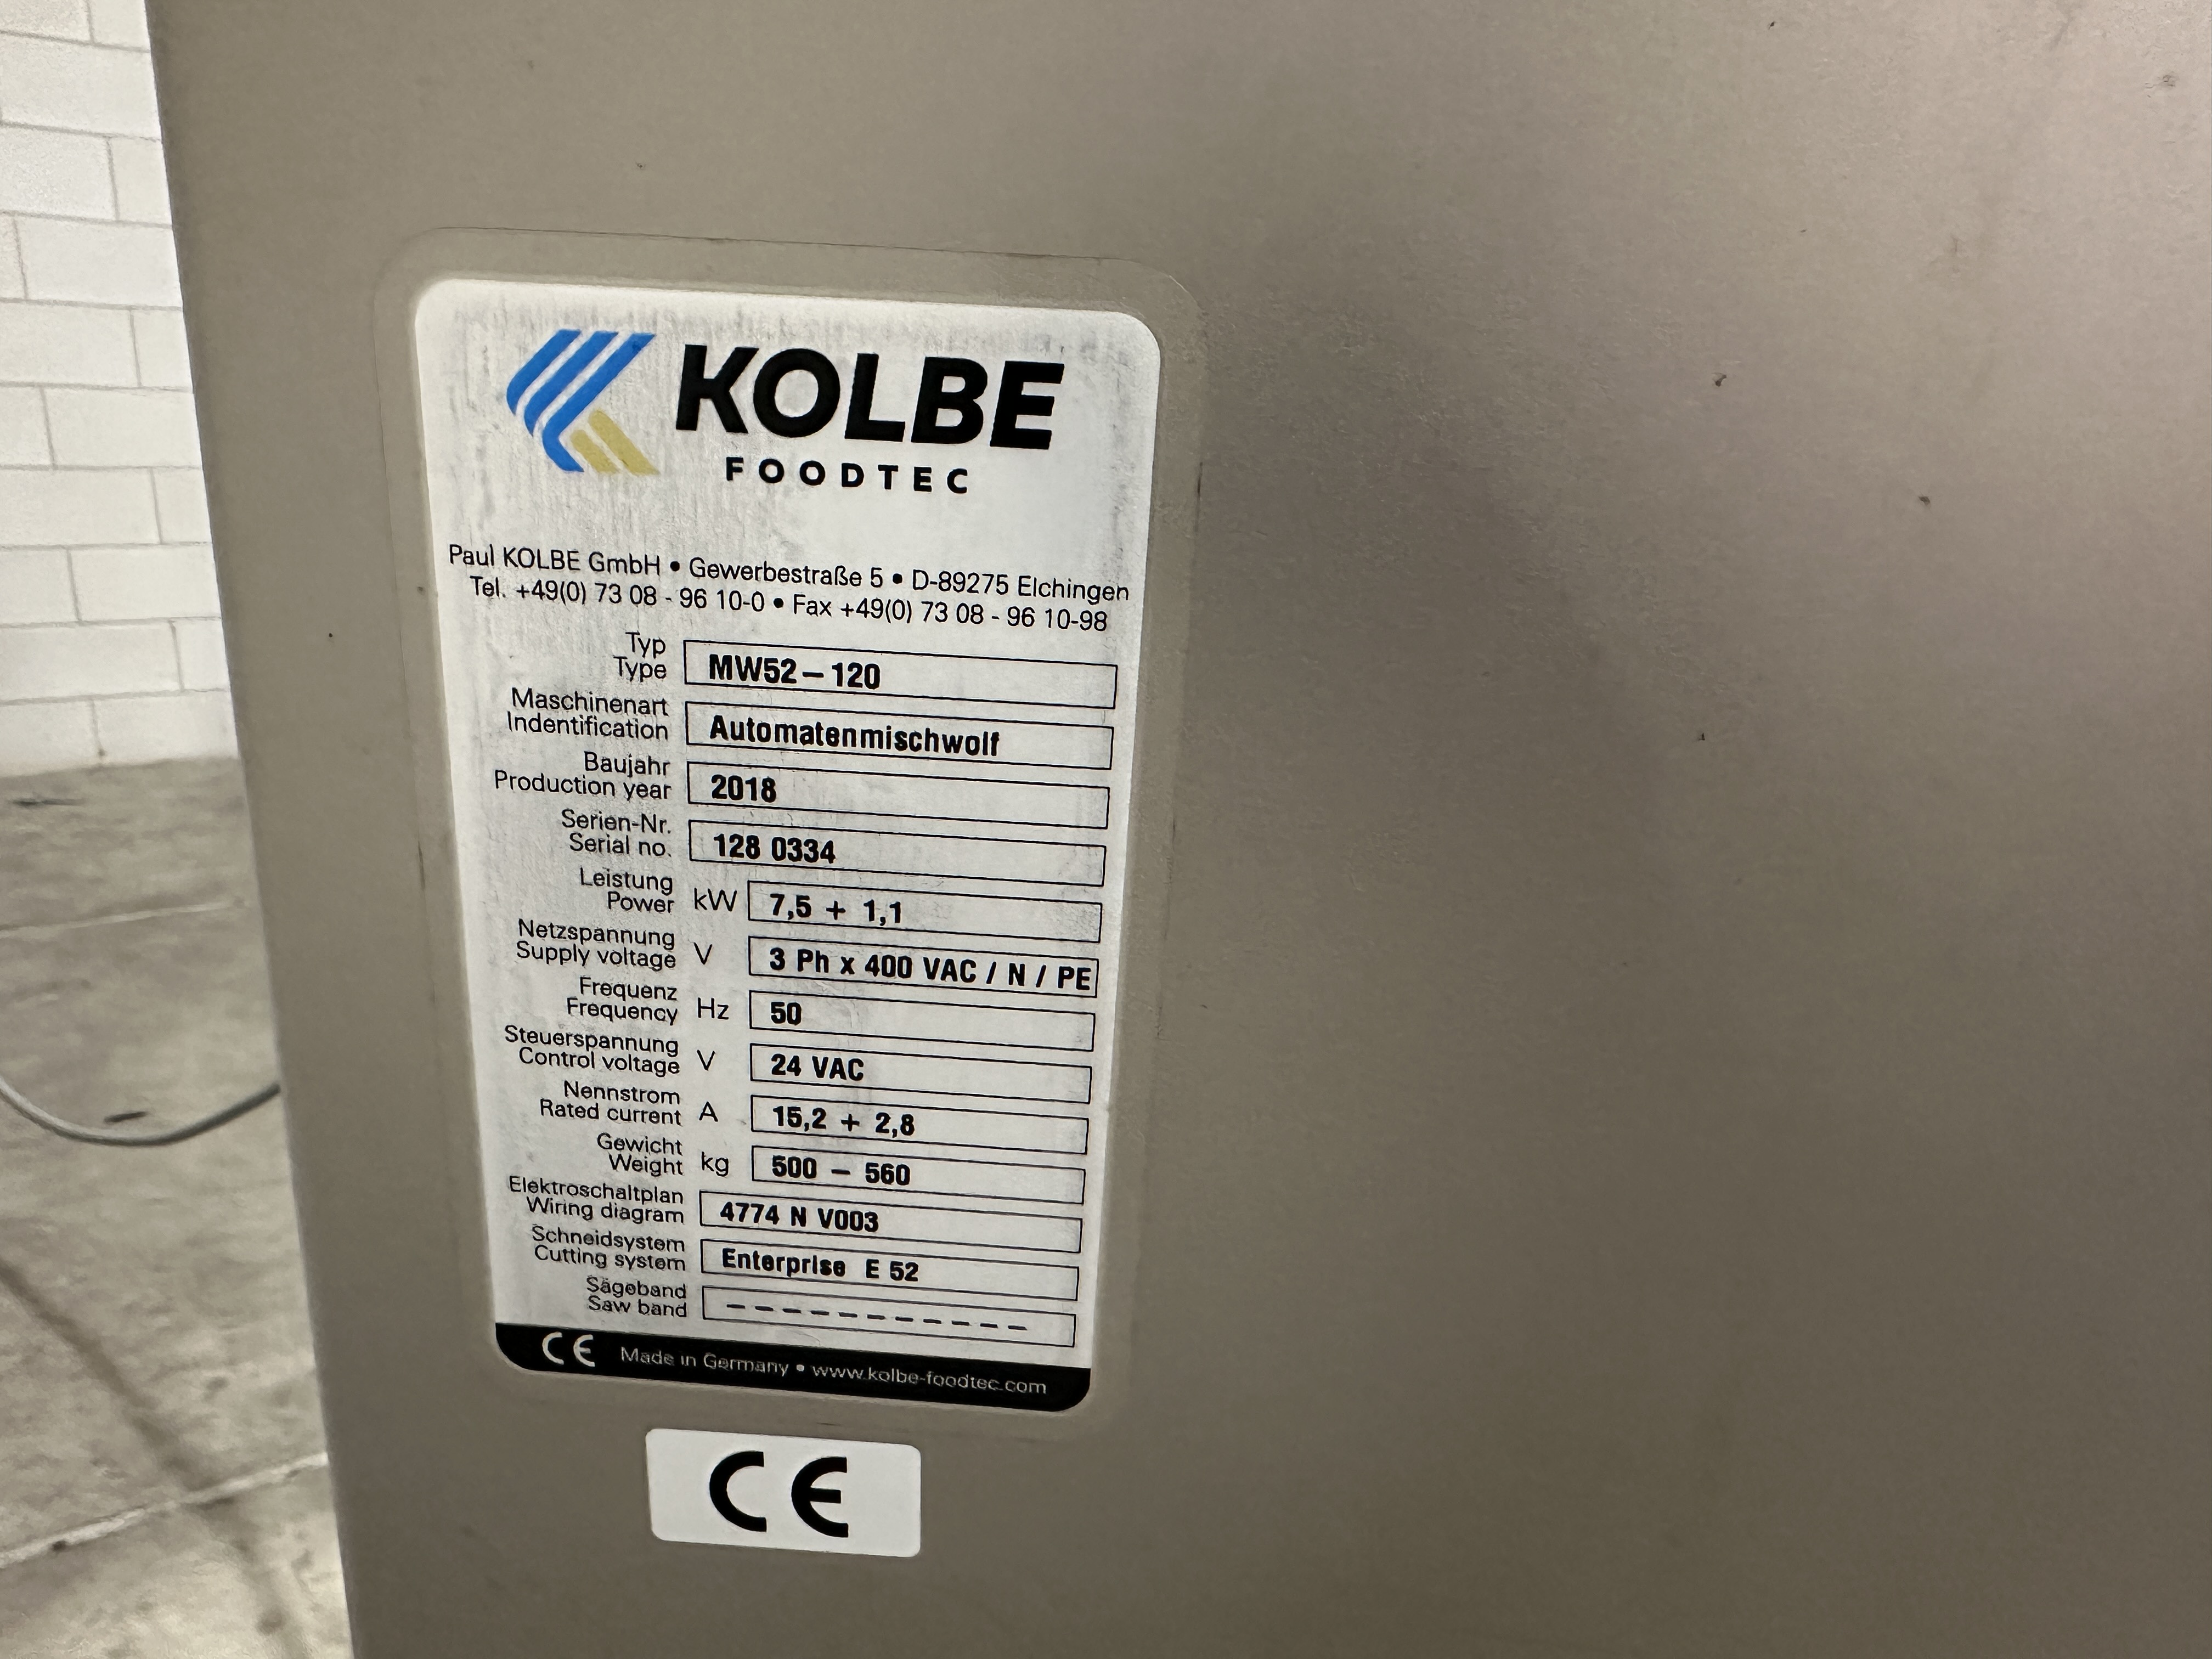 KOLBE
FOODTEC
Paul KOLBE GmbH • Gewerbestraße 5 • D-89275 Elchingen
Tel. +49(0) 73 08 - 96 10-0 • Fax +49(0) 73 08 - 96 10-98
Typ
Type MW52 – 120
Maschinenart
Indentification Automatenmischwolf
Baujahr
Production year 2018
Serien-Nr.
Serial no. 128 0334
Leistung
Power kW 7,5 + 1,1
Netzspannung
Supply voltage V 3 Ph x 400 VAC / N / PE
Frequenz
Frequency Hz 50
Steuerspannung
Control voltage V 24 VAC
Nennstrom
Rated current A 15,2 + 2,8
Gewicht
Weight kg 500 – 560
Elektroschaltplan
Wiring diagram 4774 N V003
Schneidsystem
Cutting system Enterprise E 52
Sägeband
Saw band – – – – – – – – – – –
CE Made in Germany • www.kolbe-foodtec.com
CE